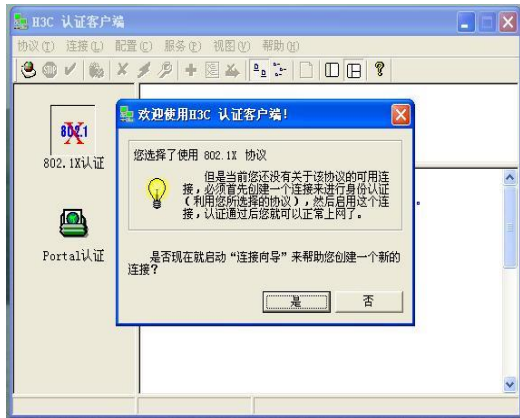 H3C 认证客户端
协议(T) 连接(L) 配置(C) 服务(P) 视图(V) 帮助(H)
802.1
802.1X认证
Portal认证
欢迎使用H3C 认证客户端!
您选择了使用 802.1X 协议
但是当前您还没有关于该协议的可用连
接，必须首先创建一个连接来进行身份认证
（利用您所选择的协议），然后启用这个连
接，认证通过后您就可以正常上网了。
是否现在就启动“连接向导”来帮助您创建一个新的
连接?
是 否